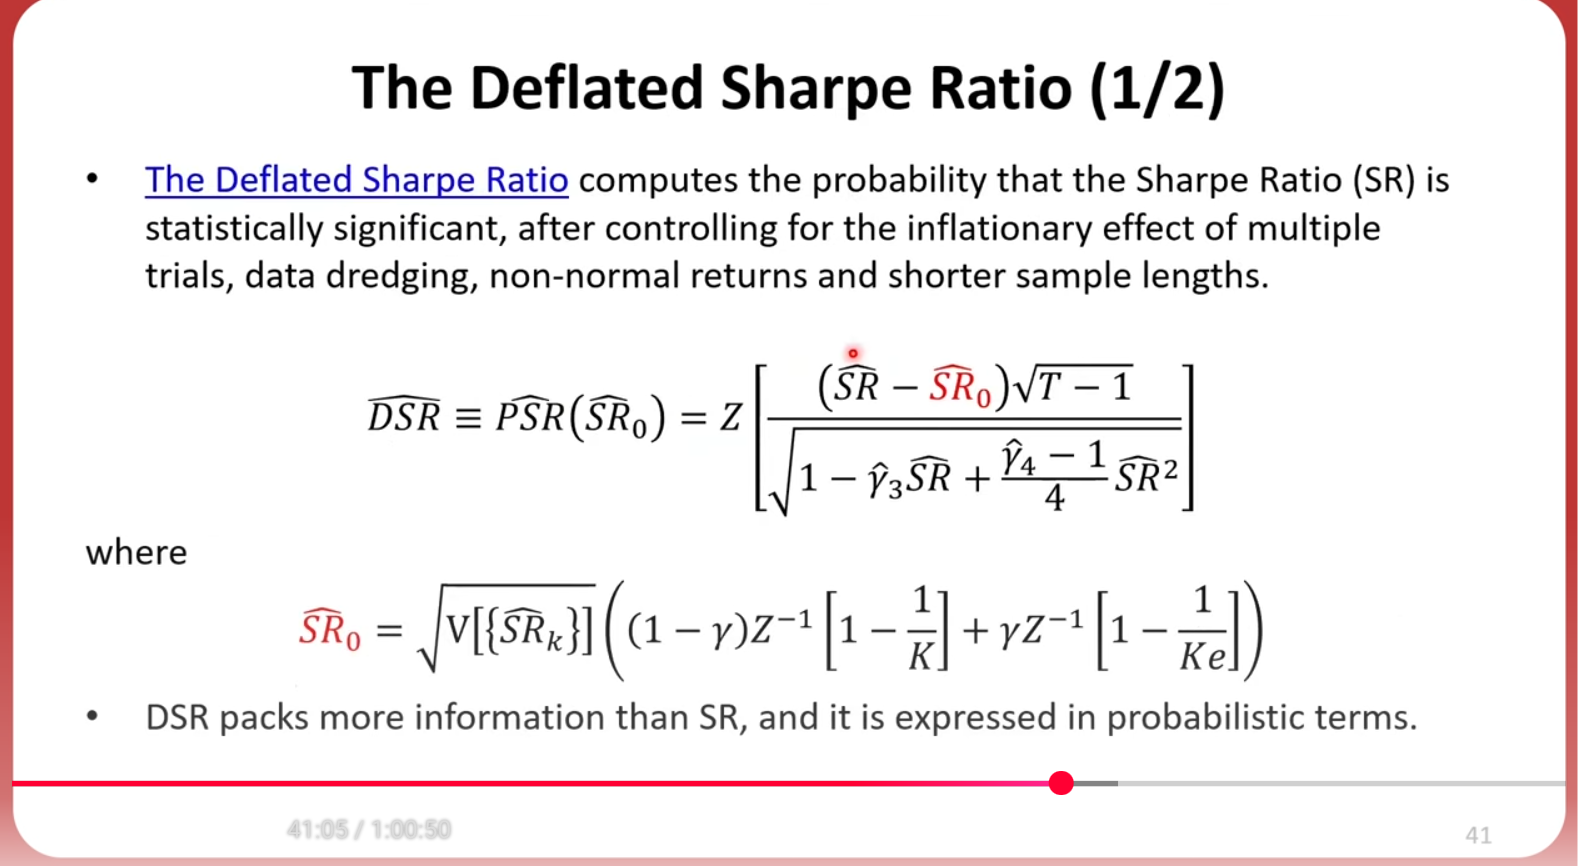 The Deflated Sharpe Ratio (1/2)
• The Deflated Sharpe Ratio computes the probability that the Sharpe Ratio (SR) is
statistically significant, after controlling for the inflationary effect of multiple
trials, data dredging, non-normal returns and shorter sample lengths.
$\widehat{DSR} \equiv \widehat{PSR}(\widehat{SR}_0) = Z\left[\frac{(\widehat{SR} - \widehat{SR}_0)\sqrt{T-1}}{\sqrt{1 - \hat{\gamma}_3\widehat{SR} + \frac{\hat{\gamma}_4 - 1}{4}\widehat{SR}^2}}\right]$
where
$\widehat{SR}_0 = \sqrt{V[\{\widehat{SR}_k\}]}\left((1-\gamma)Z^{-1}\left[1 - \frac{1}{K}\right] + \gamma Z^{-1}\left[1 - \frac{1}{Ke}\right]\right)$
• DSR packs more information than SR, and it is expressed in probabilistic terms.
41:05 / 1:00:50
41